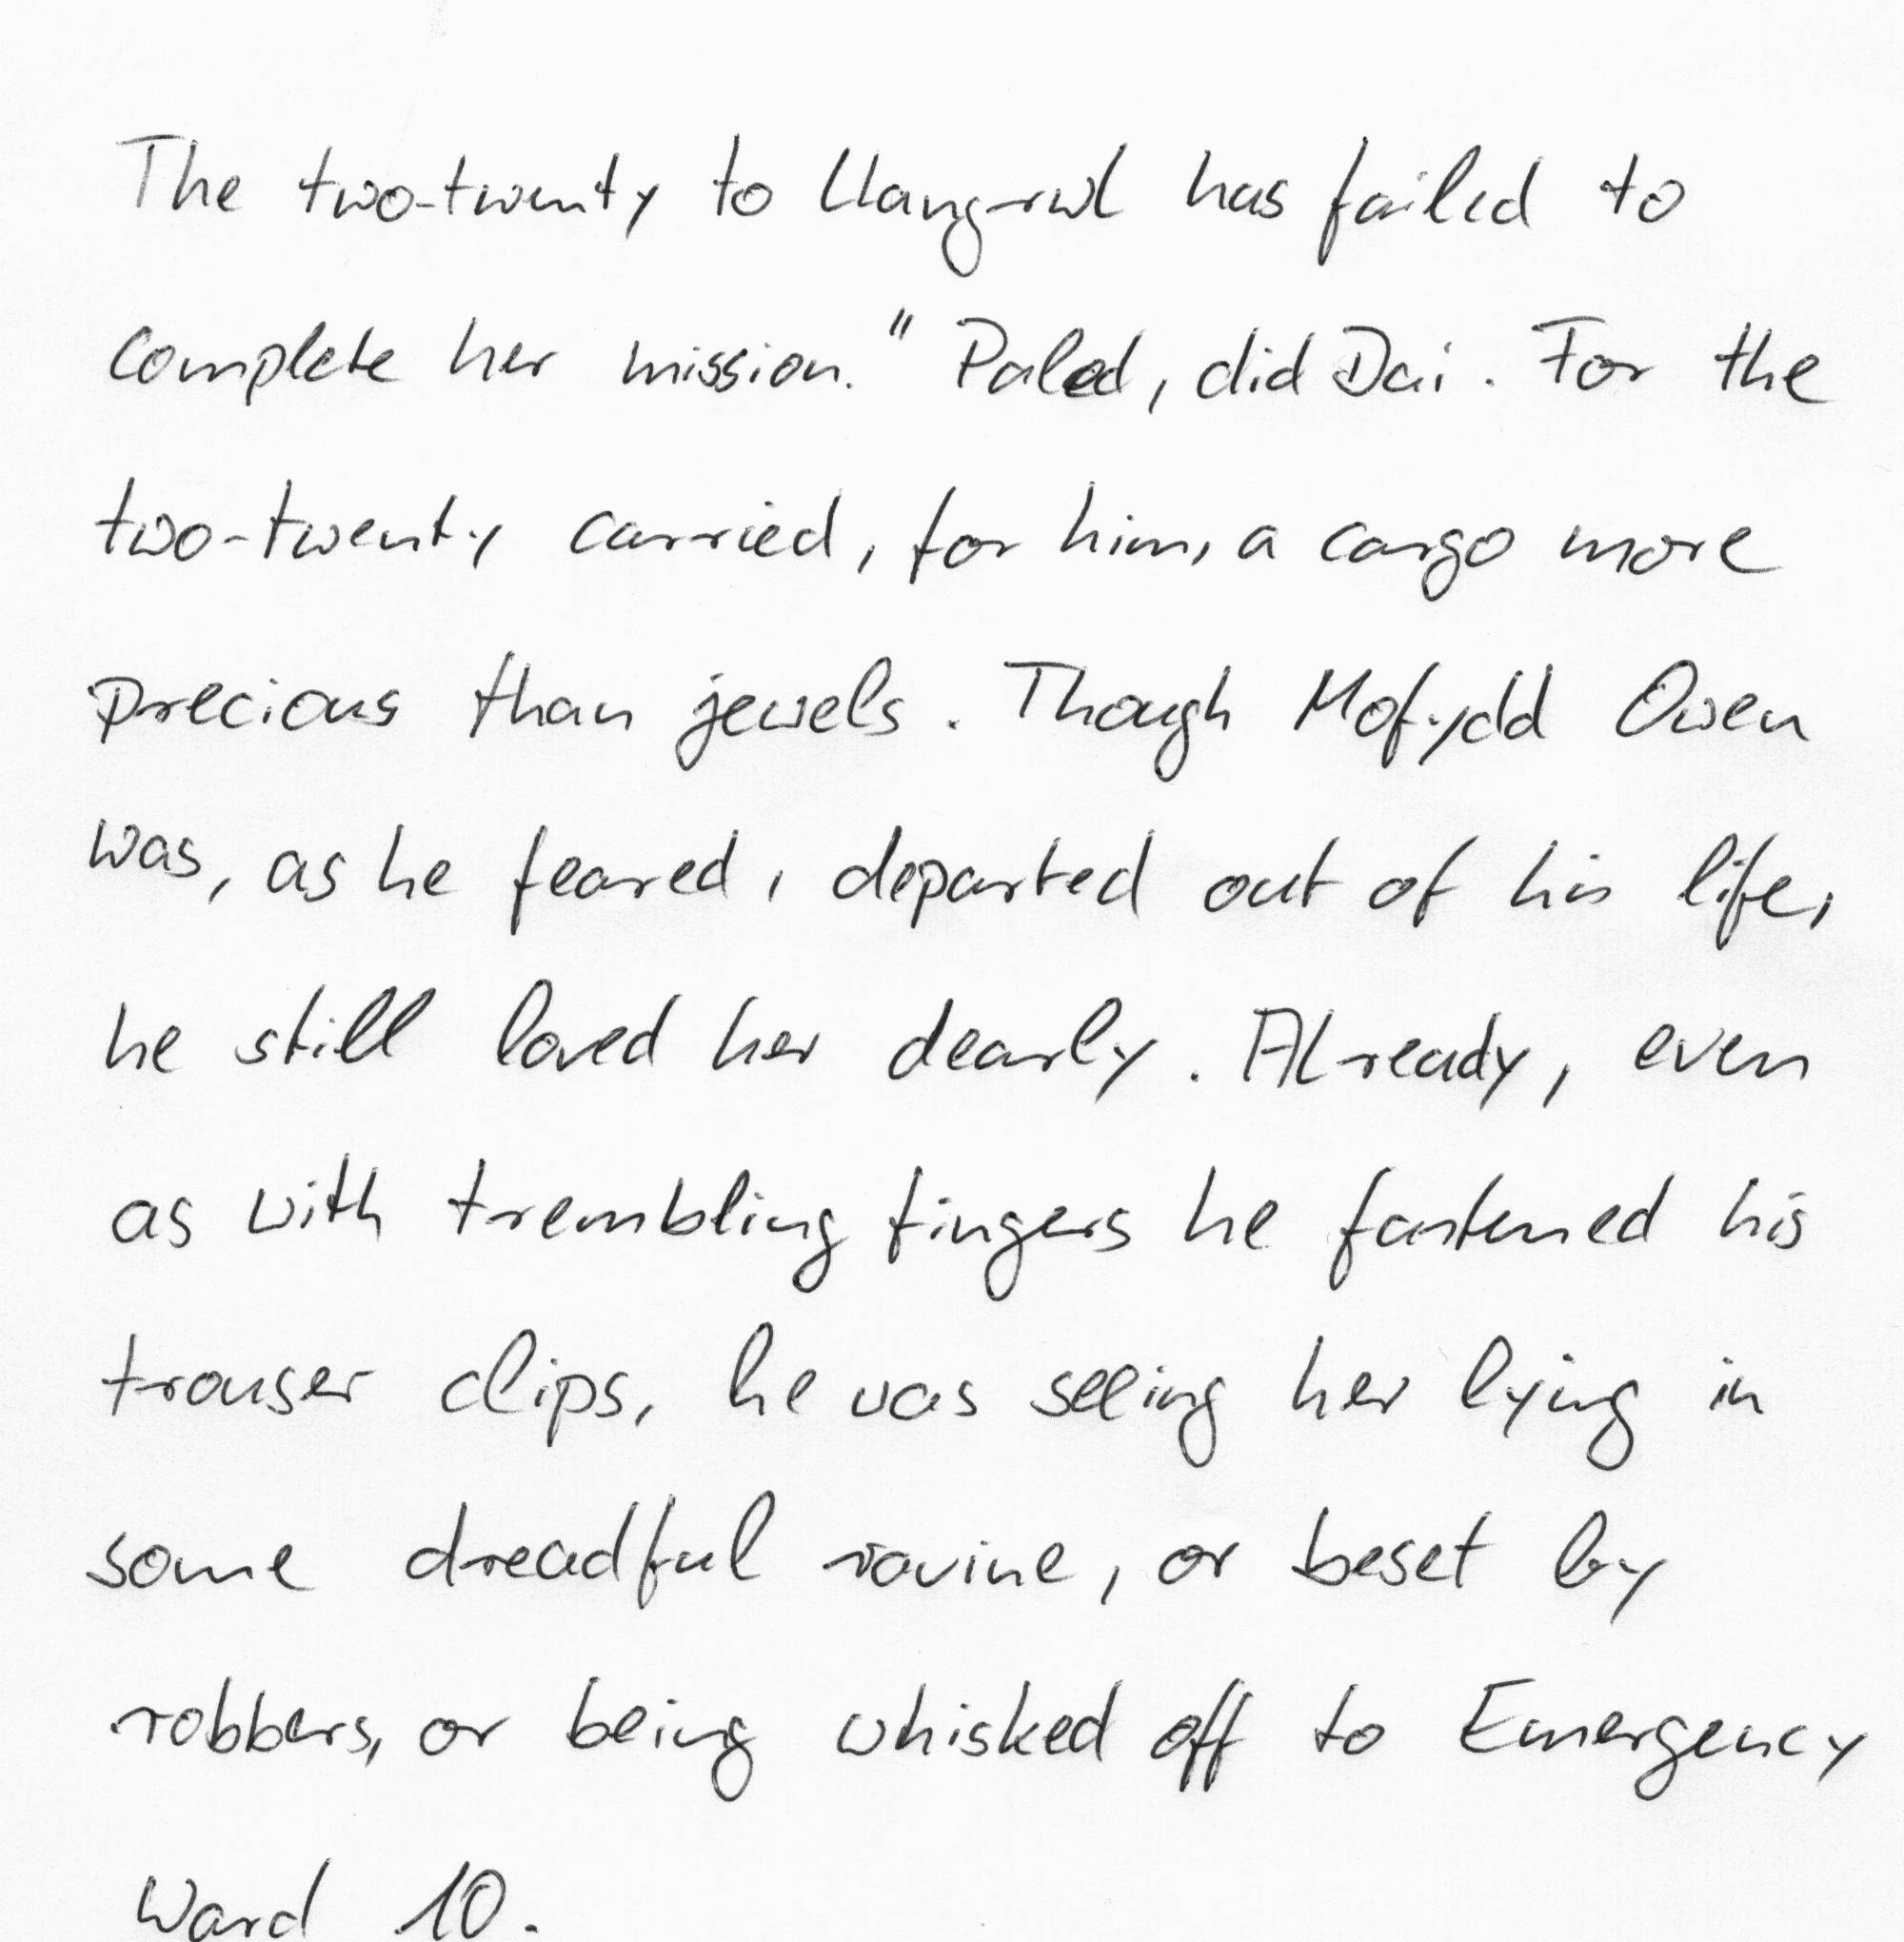 The two-twenty to Llangrwl has failed to
complete her mission." Paled, did Dai. For the
two-twenty carried, for him, a cargo more
precious than jewels. Though Mofydd Owen
was, as he feared, departed out of his life,
he still loved her dearly. Already, even
as with trembling fingers he fastened his
trouser clips, he was seeing her lying in
some dreadful ravine, or beset by
robbers, or being whisked off to Emergency
Ward 10.